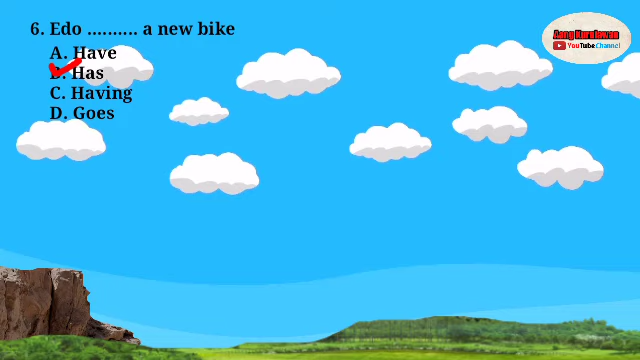 6. Edo .......... a new bike
A. Have
B. Has
C. Having
D. Goes
Aang Kurniawan
YouTube Channel